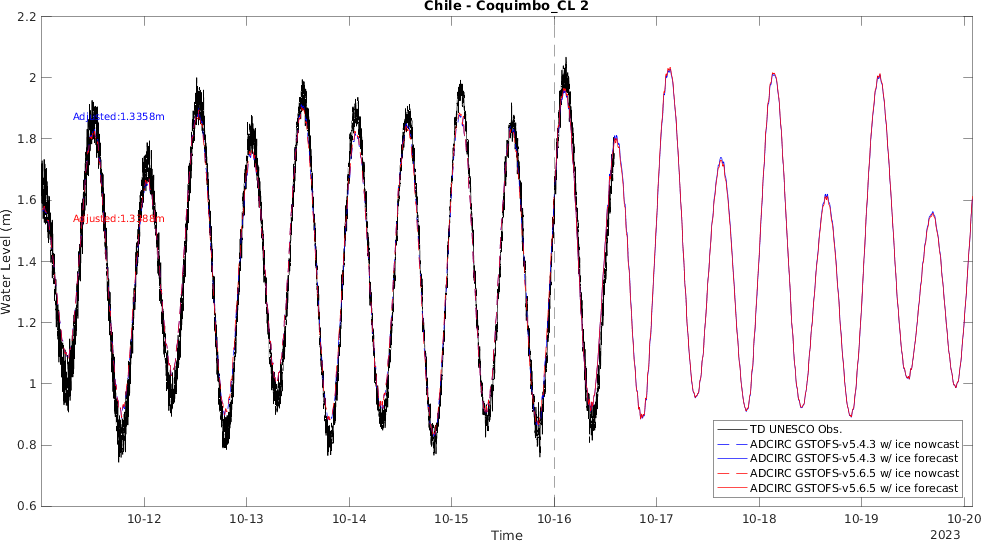 Chile - Coquimbo_CL 2
2.2
2
1.8
1.6
1.4
1.2
1
0.8
0.6
Water Level (m)
Adjusted:1.3358m
10-12
10-13
10-14
10-15
10-16
10-17
10-18
10-19
10-20
Time
2023
TD UNESCO Obs.
ADCIRC GSTOFS-v5.4.3 w/ ice nowcast
ADCIRC GSTOFS-v5.4.3 w/ ice forecast
ADCIRC GSTOFS-v5.6.5 w/ ice nowcast
ADCIRC GSTOFS-v5.6.5 w/ ice forecast